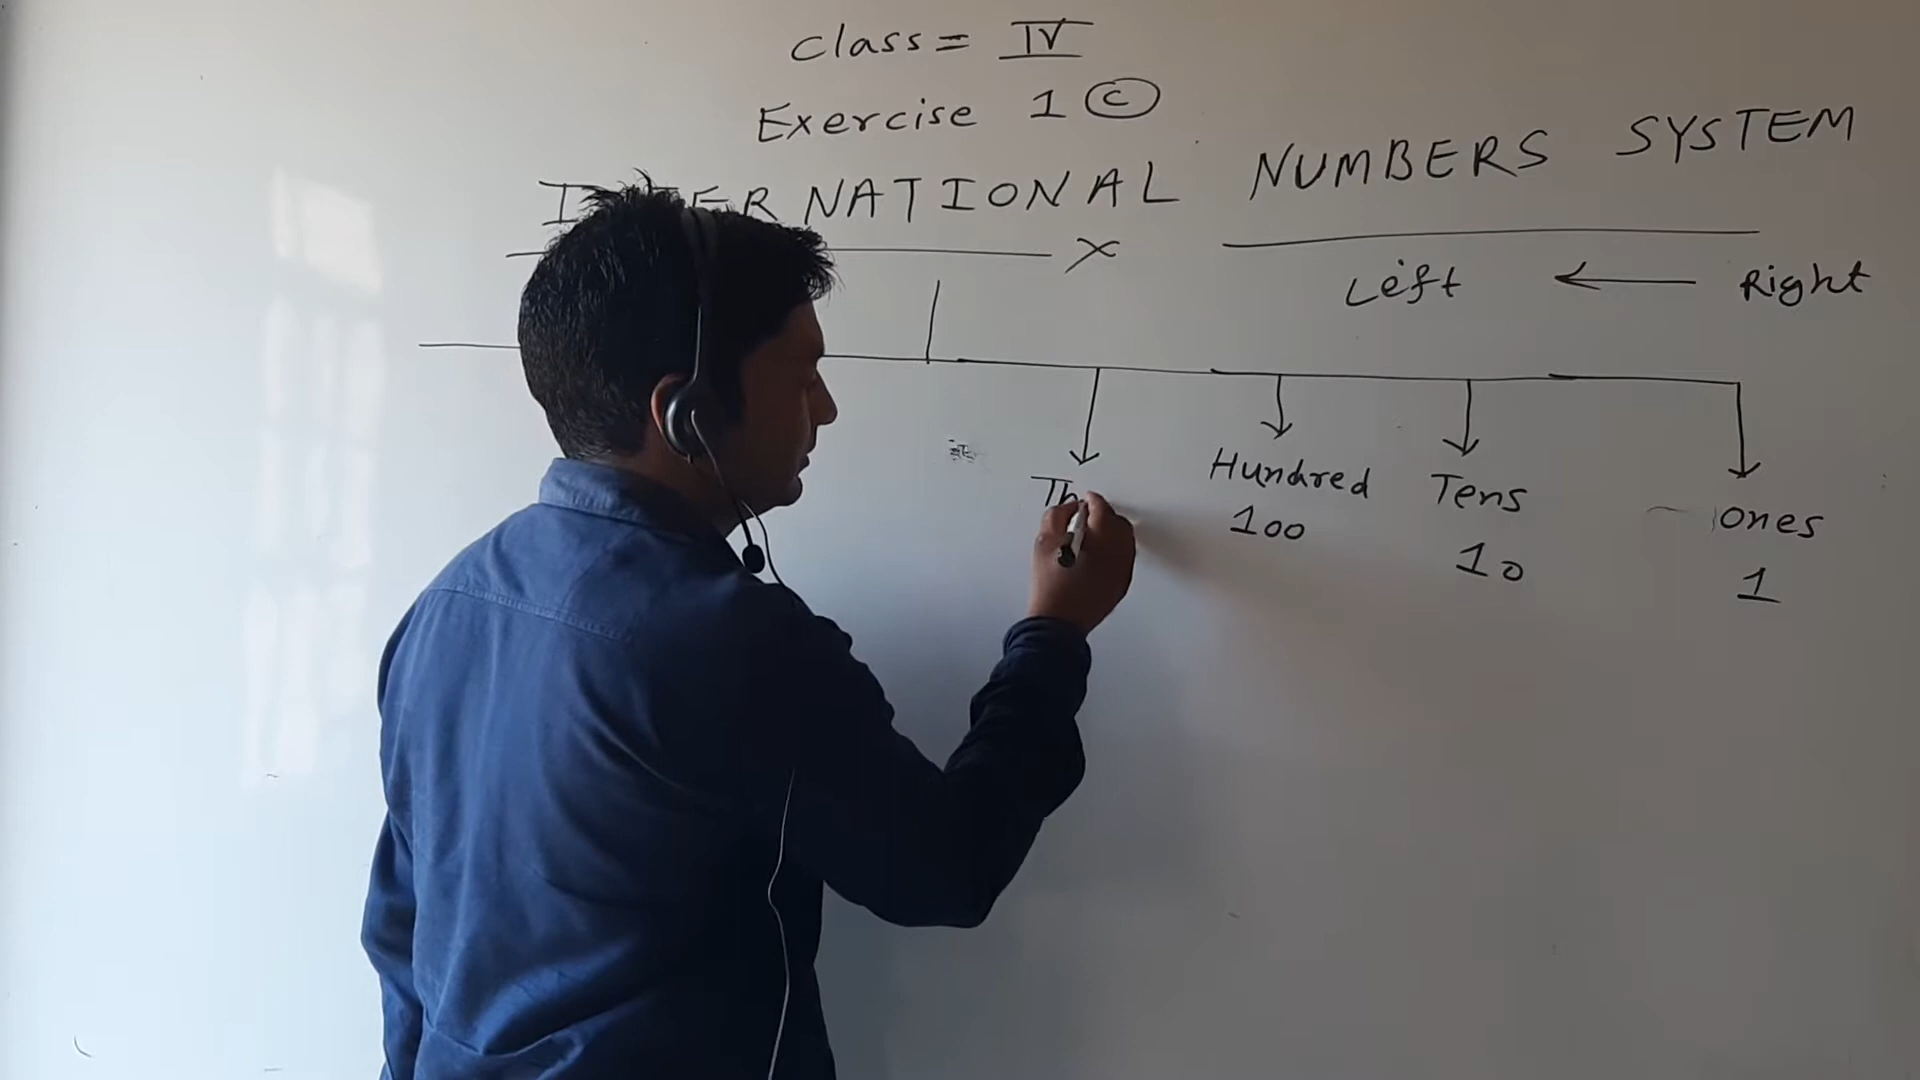 Class = IV
Exercise 1 (C)
NATIONAL NUMBERS SYSTEM
x
Left ← Right
Th Hundred Tens Ones
100 10 1